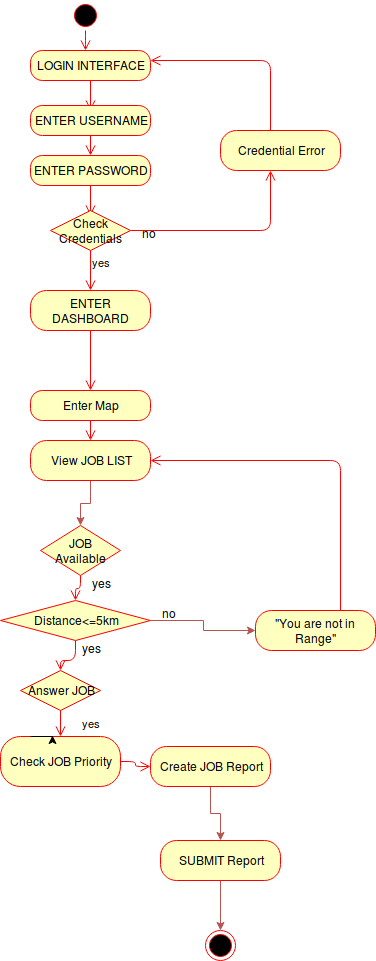 LOGIN INTERFACE
ENTER USERNAME
Credential Error
ENTER PASSWORD
Check
Credentials
no
yes
ENTER
DASHBOARD
Enter Map
View JOB LIST
JOB
Available
yes
Distance<=5km
no
"You are not in
Range"
yes
Answer JOB
yes
Check JOB Priority
Create JOB Report
SUBMIT Report